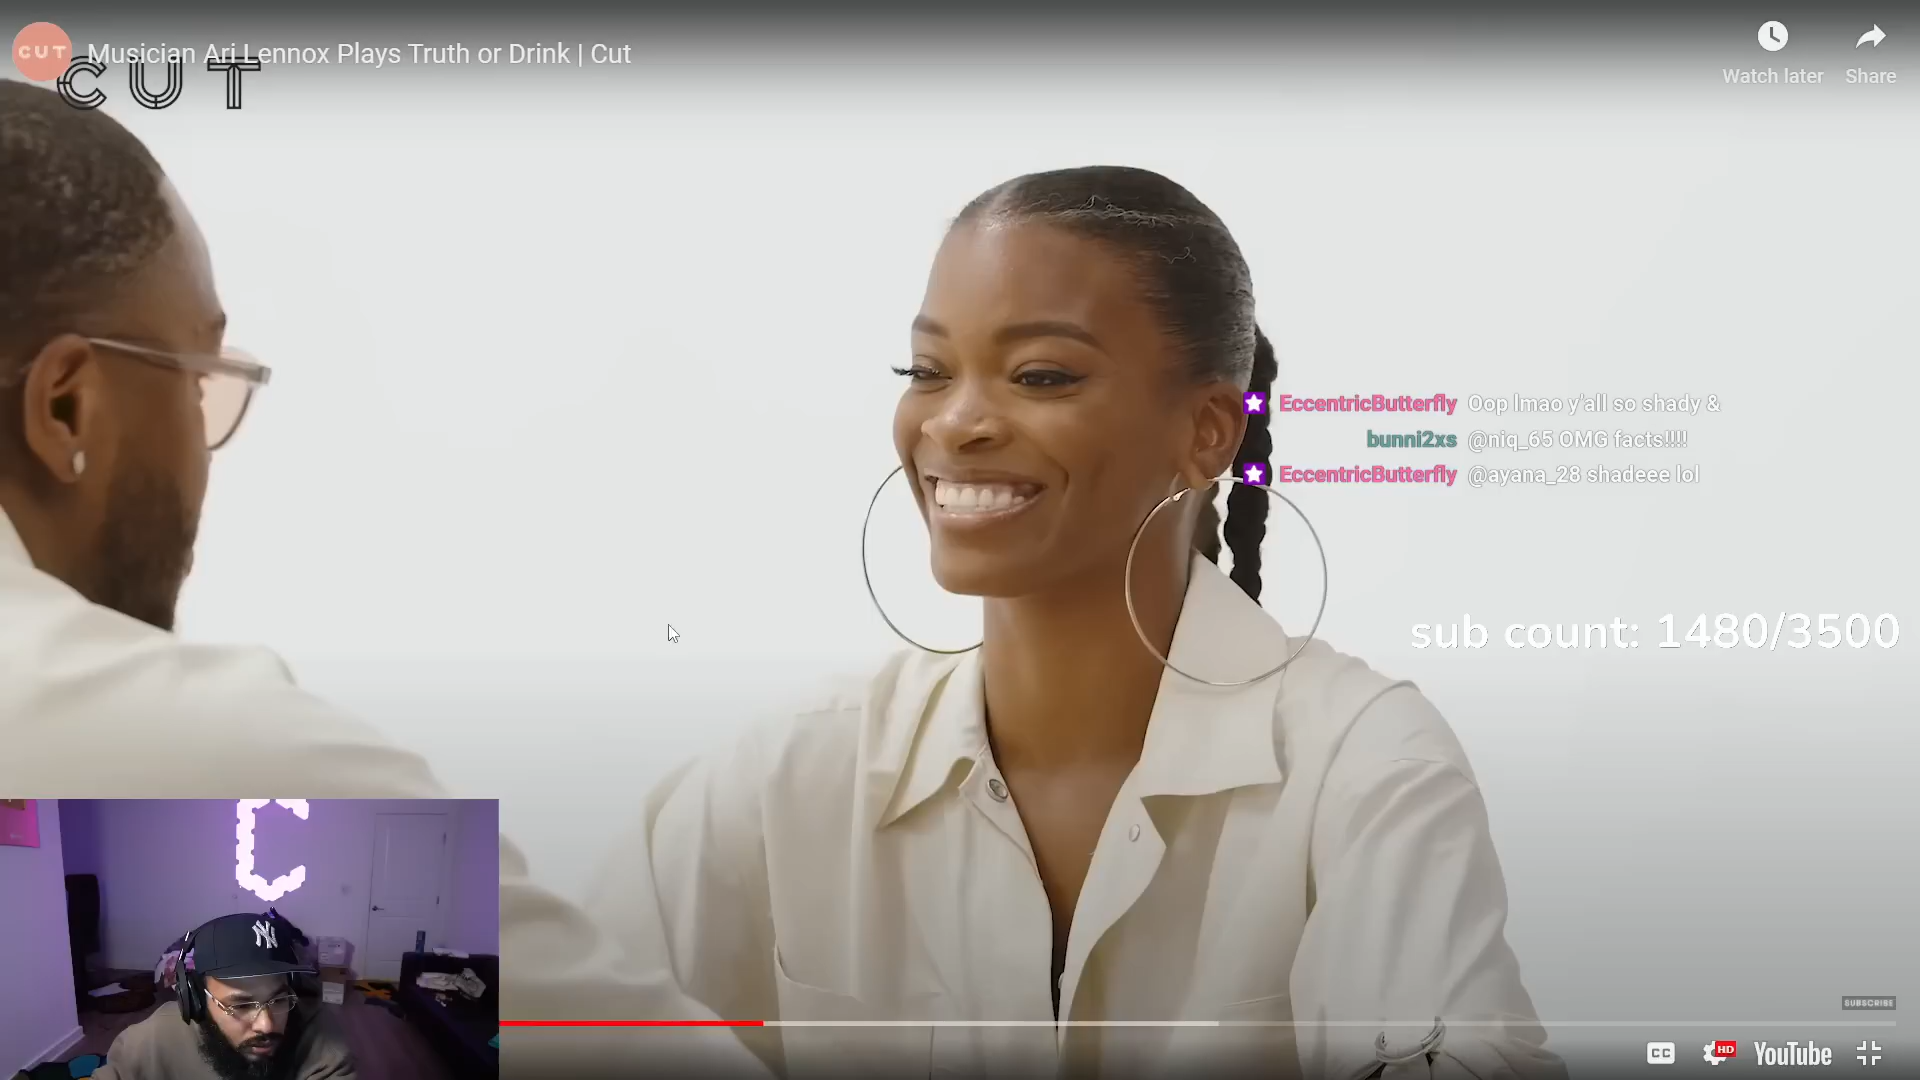 CUT
Musician Ari Lennox Plays Truth or Drink | Cut
CUT
Watch later
Share
EccentricButterfly Oop lmao y'all so shady &
bunni2xs @niq_65 OMG facts!!!!
EccentricButterfly @ayana_28 shadeee lol
sub count: 1480/3500
C
NY
SUBSCRIBE
CC
HD
YouTube